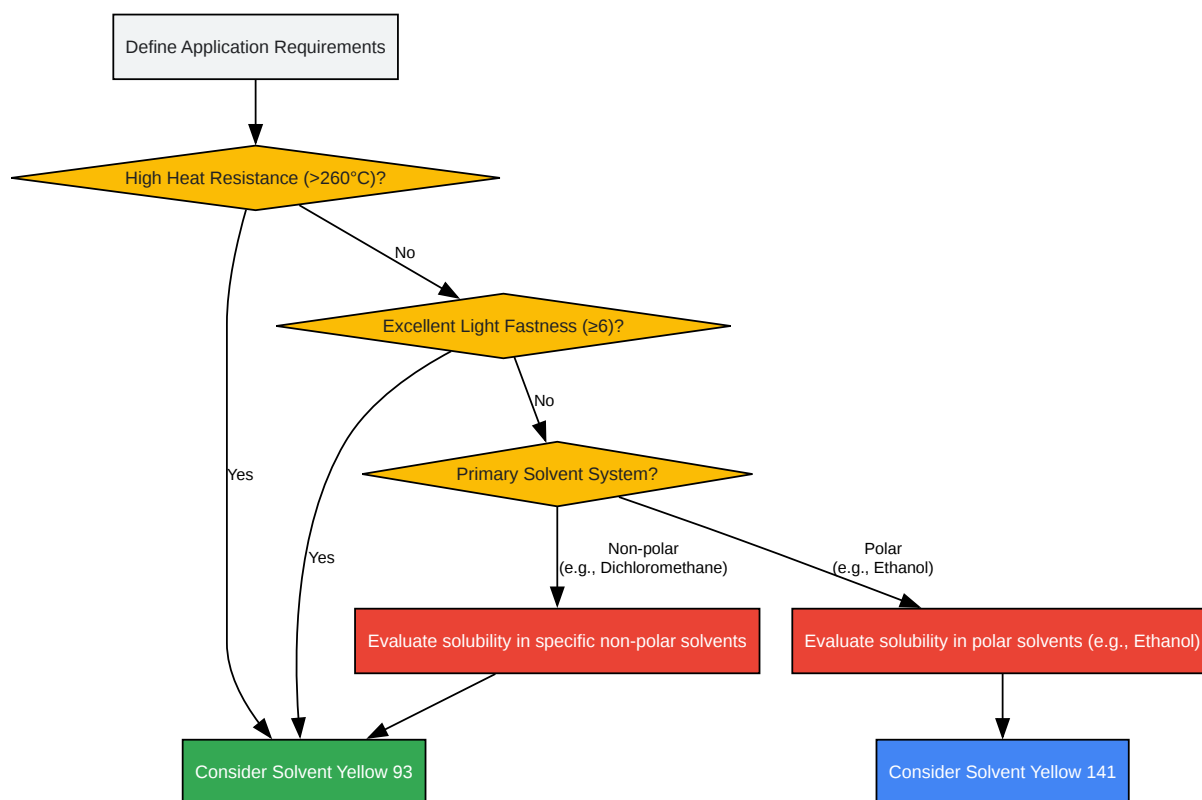 Define Application Requirements
High Heat Resistance (>260°C)?
No
Excellent Light Fastness (≥6)?
No
Primary Solvent System?
Yes
Yes
Non-polar
(e.g., Dichloromethane)
Polar
(e.g., Ethanol)
Evaluate solubility in specific non-polar solvents
Evaluate solubility in polar solvents (e.g., Ethanol)
Consider Solvent Yellow 93
Consider Solvent Yellow 141